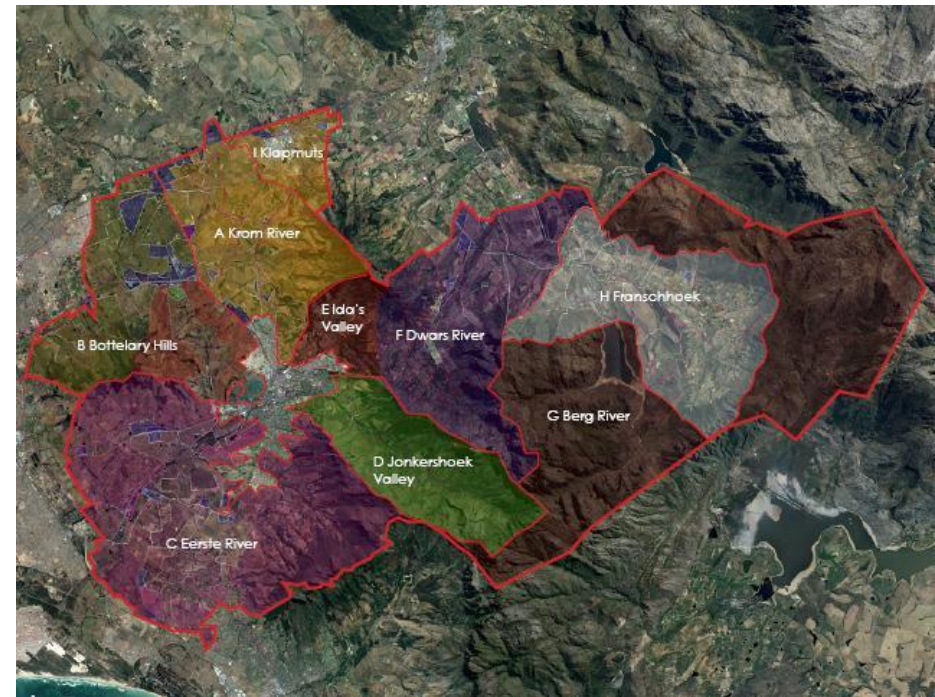 I Klapmuts
A Krom River
H Franschhoek
E Ida's
Valley
F Dwars River
B Bottelary Hills
G Berg River
D Jonkershoek
Valley
C Eerste River